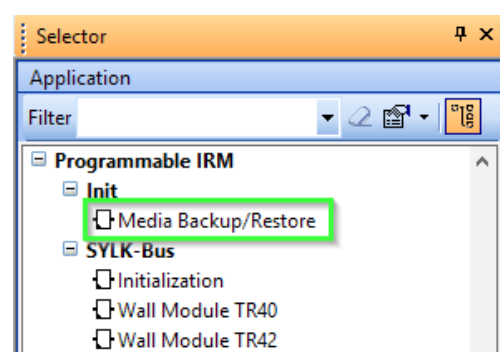 Selector
Application
Filter
Programmable IRM
Init
Media Backup/Restore
SYLK-Bus
Initialization
Wall Module TR40
Wall Module TR42